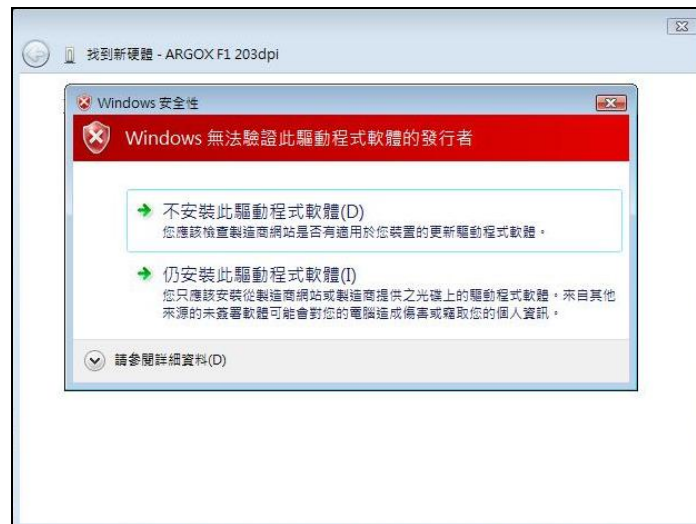 找到新硬體 - ARGOX F1 203dpi
Windows 安全性
Windows 無法驗證此驅動程式軟體的發行者
不安裝此驅動程式軟體(D)
您應該檢查製造商網站是否有適用於您裝置的更新驅動程式軟體。
仍安裝此驅動程式軟體(I)
您只應該安裝從製造商網站或製造商提供之光碟上的驅動程式軟體。來自其他
來源的未簽署軟體可能會對您的電腦造成傷害或竊取您的個人資訊。
請參閱詳細資料(D)